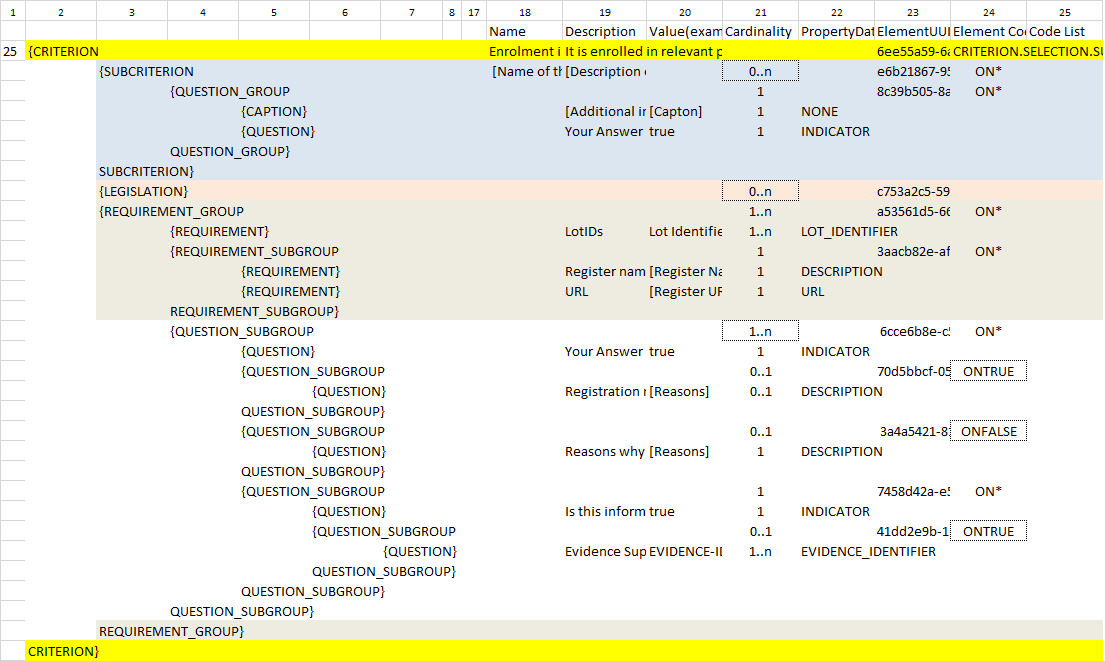 1 2 3 4 5 6 7 8 17 18 19 20 21 22 23 24 25
Name Description Value(exam Cardinality PropertyDat ElementUUI Element Cod Code List
25 {CRITERION Enrolment i It is enrolled in relevant p 6ee55a59-6a CRITERION.SELECTION.SU
{SUBCRITERION [Name of th [Description o 0..n e6b21867-95 ON*
{QUESTION_GROUP 1 8c39b505-8a ON*
{CAPTION} [Additional in [Capton] 1 NONE
{QUESTION} Your Answer true 1 INDICATOR
QUESTION_GROUP}
SUBCRITERION}
{LEGISLATION} 0..n c753a2c5-59
{REQUIREMENT_GROUP 1..n a53561d5-66 ON*
{REQUIREMENT} LotIDs Lot Identifie 1..n LOT_IDENTIFIER
{REQUIREMENT_SUBGROUP 1 3aacb82e-af ON*
{REQUIREMENT} Register nam [Register Na 1 DESCRIPTION
{REQUIREMENT} URL [Register UR 1 URL
REQUIREMENT_SUBGROUP}
{QUESTION_SUBGROUP 1..n 6cce6b8e-c5 ON*
{QUESTION} Your Answer true 1 INDICATOR
{QUESTION_SUBGROUP 0..1 70d5bbcf-05 ONTRUE
{QUESTION} Registration n [Reasons] 0..1 DESCRIPTION
QUESTION_SUBGROUP}
{QUESTION_SUBGROUP 0..1 3a4a5421-8 ONFALSE
{QUESTION} Reasons why [Reasons] 1 DESCRIPTION
QUESTION_SUBGROUP}
{QUESTION_SUBGROUP 1 7458d42a-e5 ON*
{QUESTION} Is this inform true 1 INDICATOR
{QUESTION_SUBGROUP 0..1 41dd2e9b-1 ONTRUE
{QUESTION} Evidence Sup EVIDENCE-ID 1..n EVIDENCE_IDENTIFIER
QUESTION_SUBGROUP}
QUESTION_SUBGROUP}
QUESTION_SUBGROUP}
REQUIREMENT_GROUP}
CRITERION}